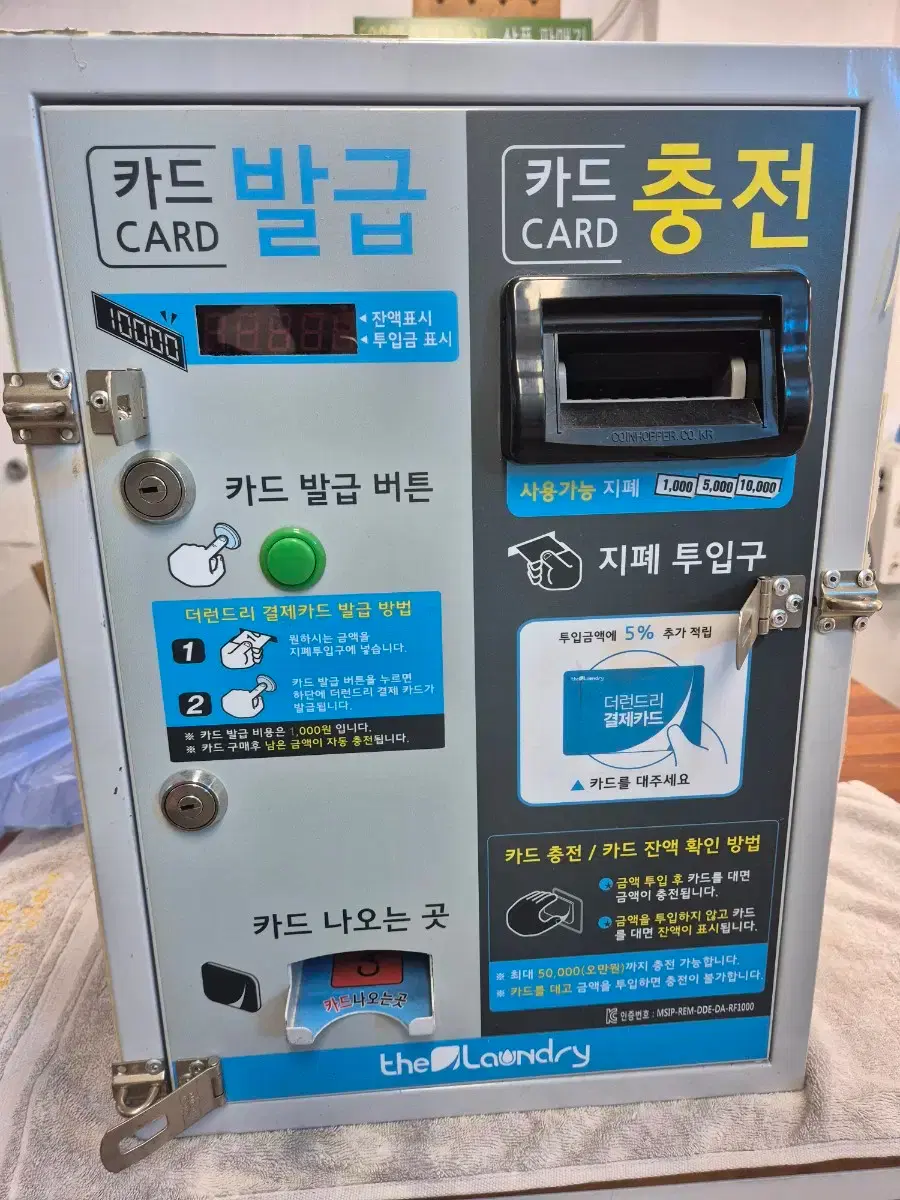 카드
CARD
발급
10000
◀ 잔액표시
◀ 투입금 표시
카드 발급 버튼
더런드리 결제카드 발급 방법
1
원하시는 금액을
지폐투입구에 넣습니다.
2
카드 발급 버튼을 누르면
하단에 더런드리 결제 카드가
발급됩니다.
※ 카드 발급 비용은 1,000원 입니다.
※ 카드 구매후 남은 금액이 자동 충전됩니다.
카드 나오는 곳
3
카드나오는곳
카드
CARD
충전
COINHOPPER.CO.KR
사용가능 지폐 1,000 5,000 10,000
지폐 투입구
투입금액에 5% 추가 적립
the Laundry
더런드리
결제카드
▲ 카드를 대주세요
카드 충전 / 카드 잔액 확인 방법
금액 투입 후 카드를 대면
금액이 충전됩니다.
금액을 투입하지 않고 카드
를 대면 잔액이 표시됩니다.
※ 최대 50,000(오만원)까지 충전 가능합니다.
※ 카드를 대고 금액을 투입하면 충전이 불가합니다.
인증번호 : MSIP-REM-DDE-DA-RF1000
the Laundry